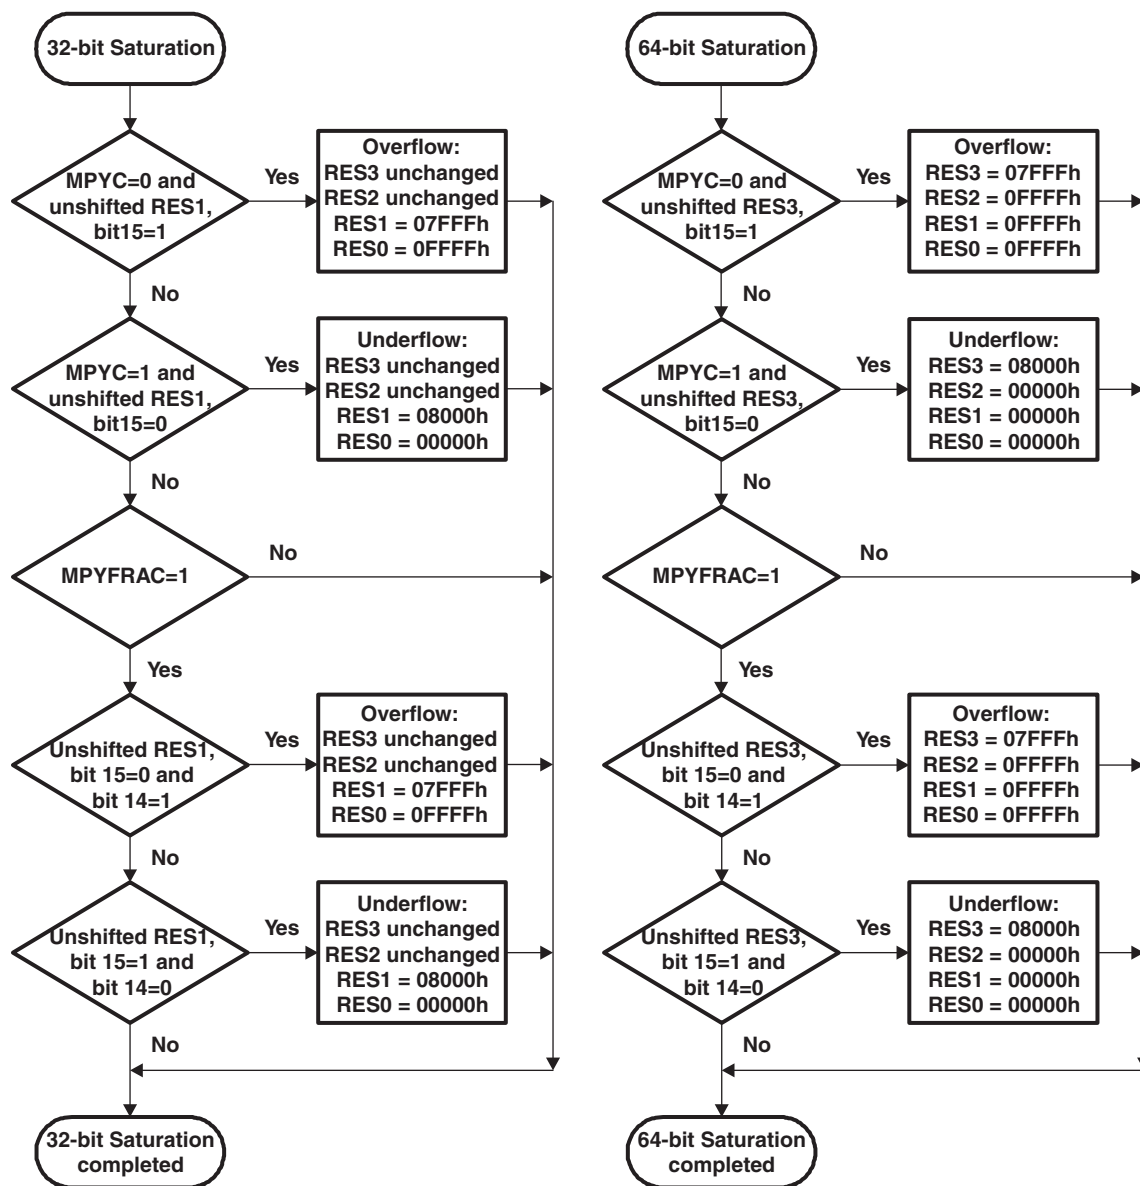 32-bit Saturation
MPYC=0 and
unshifted RES1,
bit15=1
Yes
Overflow:
RES3 unchanged
RES2 unchanged
RES1 = 07FFFh
RES0 = 0FFFFh
No
MPYC=1 and
unshifted RES1,
bit15=0
Yes
Underflow:
RES3 unchanged
RES2 unchanged
RES1 = 08000h
RES0 = 00000h
No
MPYFRAC=1
No
Yes
Unshifted RES1,
bit 15=0 and
bit 14=1
Yes
Overflow:
RES3 unchanged
RES2 unchanged
RES1 = 07FFFh
RES0 = 0FFFFh
No
Unshifted RES1,
bit 15=1 and
bit 14=0
Yes
Underflow:
RES3 unchanged
RES2 unchanged
RES1 = 08000h
RES0 = 00000h
No
32-bit Saturation
completed
64-bit Saturation
MPYC=0 and
unshifted RES3,
bit15=1
Yes
Overflow:
RES3 = 07FFFh
RES2 = 0FFFFh
RES1 = 0FFFFh
RES0 = 0FFFFh
No
MPYC=1 and
unshifted RES3,
bit15=0
Yes
Underflow:
RES3 = 08000h
RES2 = 00000h
RES1 = 00000h
RES0 = 00000h
No
MPYFRAC=1
No
Yes
Unshifted RES3,
bit 15=0 and
bit 14=1
Yes
Overflow:
RES3 = 07FFFh
RES2 = 0FFFFh
RES1 = 0FFFFh
RES0 = 0FFFFh
No
Unshifted RES3,
bit 15=1 and
bit 14=0
Yes
Underflow:
RES3 = 08000h
RES2 = 00000h
RES1 = 00000h
RES0 = 00000h
No
64-bit Saturation
completed